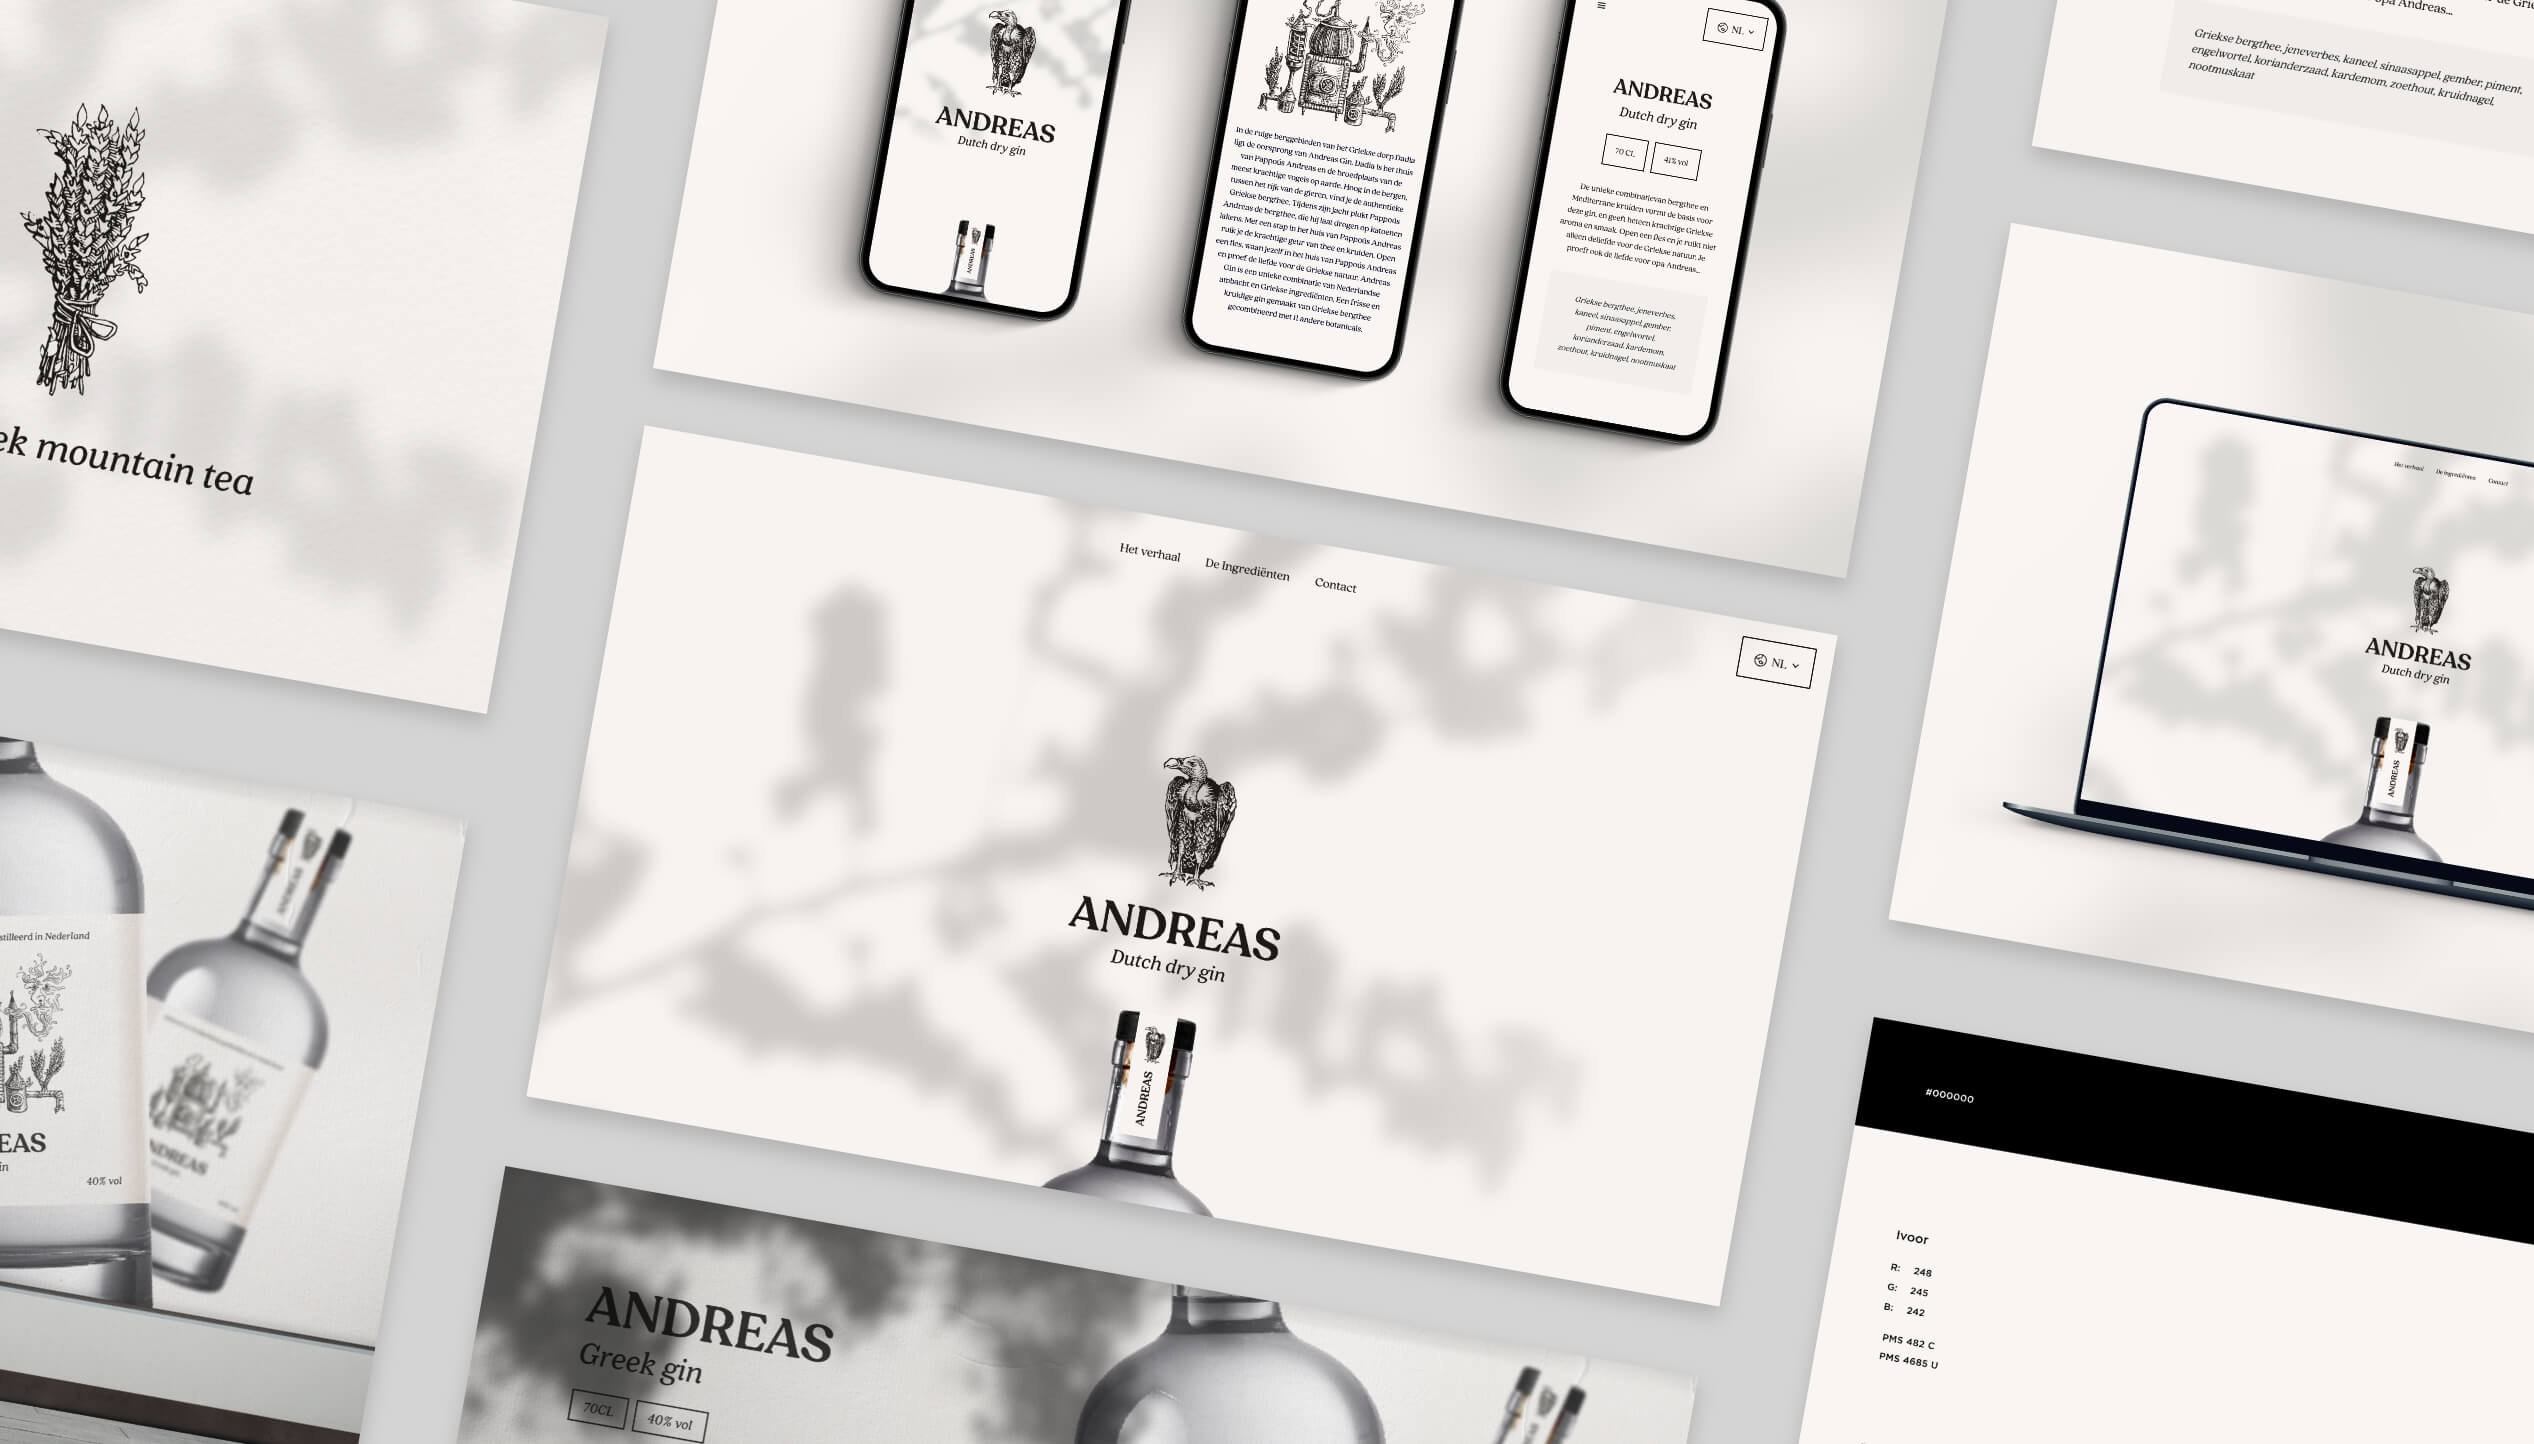 ek mountain tea
ANDREAS
Dutch dry gin
ANDREAS
In de ruige berggebieden van het Griekse dorp Dadia
ligt de oorsprong van Andreas Gin. Dadia is het thuis
van Pappoús Andreas en de broedplaats van de
meest krachtige vogels op aarde. Hoog in de bergen,
tussen het rijk van de gieren, vind je de authentieke
Griekse bergthee. Tijdens zijn jacht plukt Pappoús
Andreas de bergthee, die hij laat drogen op katoenen
lakens. Met een stap in het huis van Pappoús Andreas
ruik je de krachtige geur van thee en kruiden. Open
een fles, waan jezelf in het huis van Pappoús Andreas
en proef de liefde voor de Griekse natuur. Andreas
Gin is een unieke combinatie van Nederlandse
ambacht en Griekse ingrediënten. Een frisse en
kruidige gin gemaakt van Griekse bergthee
gecombineerd met 11 andere botanicals.
NL
ANDREAS
Dutch dry gin
70 CL
41% vol
De unieke combinatievan bergthee en
Mediterrane kruiden vormt de basis voor
deze gin, en geeft heteen krachtige Griekse
aroma en smaak. Open een fles en je ruikt niet
alleen deliefde voor de Griekse natuur. Je
proeft ook de liefde voor opa Andreas...
Griekse bergthee, jeneverbes,
kaneel, sinaasappel, gember,
piment, engelwortel,
korianderzaad, kardemom,
zoethout, kruidnagel, nootmuskaat
opa Andreas...
Griekse bergthee, jeneverbes, kaneel, sinaasappel, gember, piment,
engelwortel, korianderzaad, kardemom, zoethout, kruidnagel,
nootmuskaat
Het verhaal
De Ingrediënten
Contact
NL
ANDREAS
Dutch dry gin
ANDREAS
Het verhaal
De Ingrediënten
Contact
ANDREAS
Dutch dry gin
ANDREAS
stilleerd in Nederland
EAS
in
40% vol
ANDREAS
NDREAS
ANDREAS
Greek gin
70CL
40% vol
#000000
Ivoor
R: 248
G: 245
B: 242
PMS 482 C
PMS 4685 U